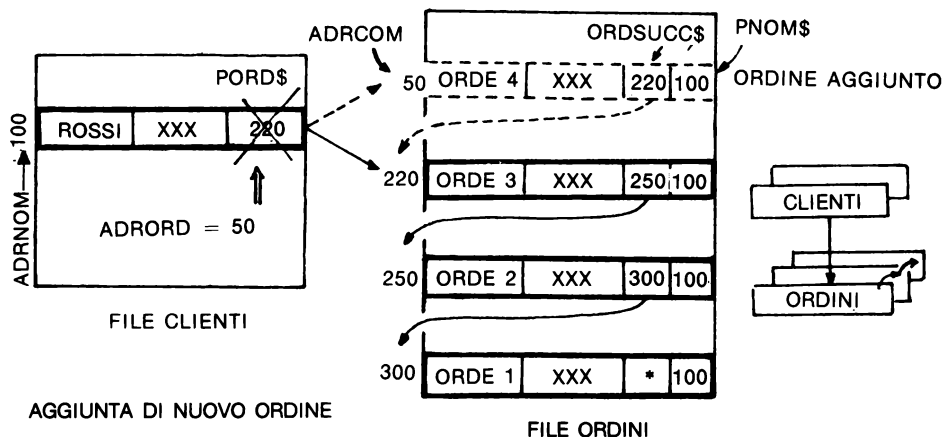 ADRCOM
ORDSUCC$
PNOM$
PORD$
50 ORDE 4 XXX 220 100
ORDINE AGGIUNTO
ADRNOM 100
ROSSI XXX 220
220 ORDE 3 XXX 250 100
CLIENTI
ADRORD = 50
250 ORDE 2 XXX 300 100
ORDINI
FILE CLIENTI
300 ORDE 1 XXX * 100
AGGIUNTA DI NUOVO ORDINE
FILE ORDINI